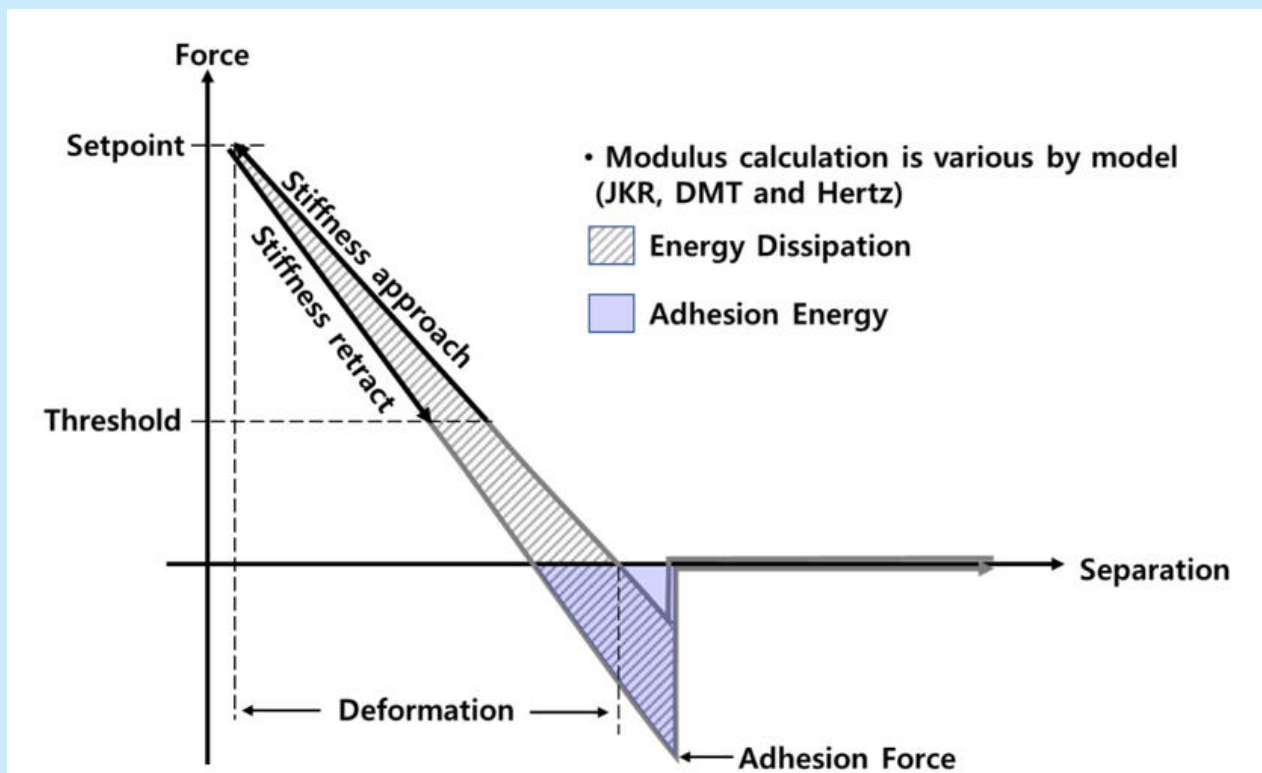 Force
Setpoint
• Modulus calculation is various by model
(JKR, DMT and Hertz)
Stiffness approach
Energy Dissipation
Stiffness retract
Adhesion Energy
Threshold
Separation
Deformation
Adhesion Force